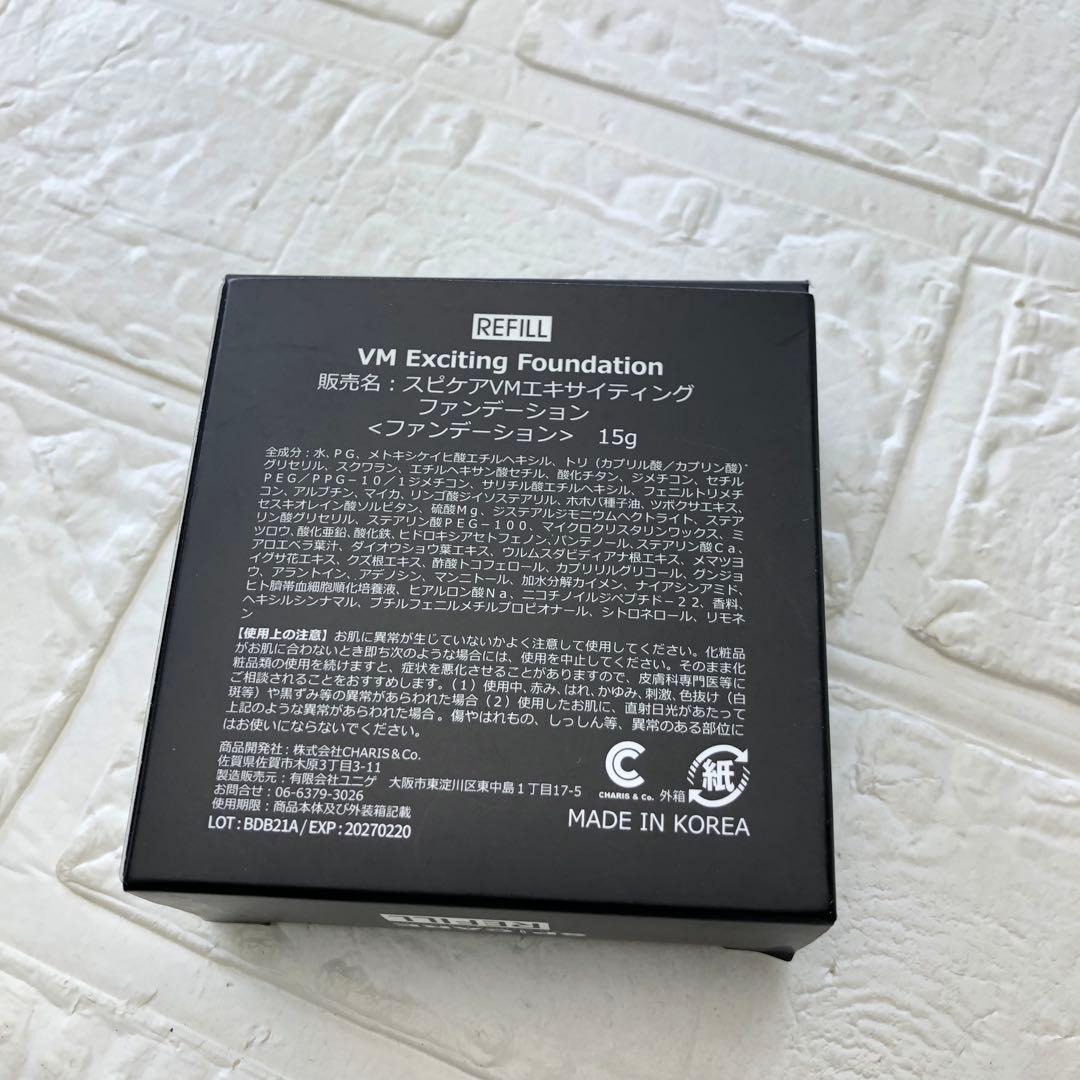 REFILL
VM Exciting Foundation
販売名：スピケアVMエキサイティング
ファンデーション
<ファンデーション> 15g
全成分：水、PG、メトキシケイヒ酸エチルヘキシル、トリ（カプリル酸／カプリン酸）
グリセリル、スクワラン、エチルヘキサン酸セチル、酸化チタン、ジメチコン、セチル
PEG／PPG－10／1ジメチコン、サリチル酸エチルヘキシル、フェニルトリメチ
コン、アルブチン、マイカ、リンゴ酸ジイソステアリル、ホホバ種子油、ツボクサエキス、
セスキオレイン酸ソルビタン、硫酸Mg、ジステアルジモニウムヘクトライト、ステア
リン酸グリセリル、ステアリン酸PEG－100、マイクロクリスタリンワックス、ミ
ツロウ、酸化亜鉛、酸化鉄、ヒドロキシアセトフェノン、パンテノール、ステアリン酸Ca、
アロエベラ葉汁、ダイオウショウ葉エキス、ウルムスダビディアナ根エキス、メマツヨ
イグサ花エキス、クズ根エキス、酢酸トコフェロール、カプリリルグリコール、グンジョ
ウ、アラントイン、アデノシン、マンニトール、加水分解カイメン、ナイアシンアミド、
ヒト臍帯血細胞順化培養液、ヒアルロン酸Na、ニコチノイルジペプチド－22、香料、
ヘキシルシンナマル、ブチルフェニルメチルプロピオナール、シトロネロール、リモネ
ン
【使用上の注意】お肌に異常が生じていないかよく注意して使用してください。化粧品
がお肌に合わないとき即ち次のような場合には、使用を中止してください。そのまま化
粧品類の使用を続けますと、症状を悪化させることがありますので、皮膚科専門医等に
ご相談されることをおすすめします。（1）使用中、赤み、はれ、かゆみ、刺激、色抜け（白
斑等）や黒ずみ等の異常があらわれた場合（2）使用したお肌に、直射日光があたって
上記のような異常があらわれた場合。傷やはれもの、しっしん等、異常のある部位に
はお使いにならないでください。
商品開発社：株式会社CHARIS＆Co.
佐賀県佐賀市木原3丁目3-11
製造販売元：有限会社ユニゲ 大阪市東淀川区東中島１丁目17-5
お問合せ：06-6379-3026
使用期限：商品本体及び外装箱記載
LOT：BDB21A / EXP：20270220
CHARIS & Co.
外箱
紙
MADE IN KOREA
REFILL